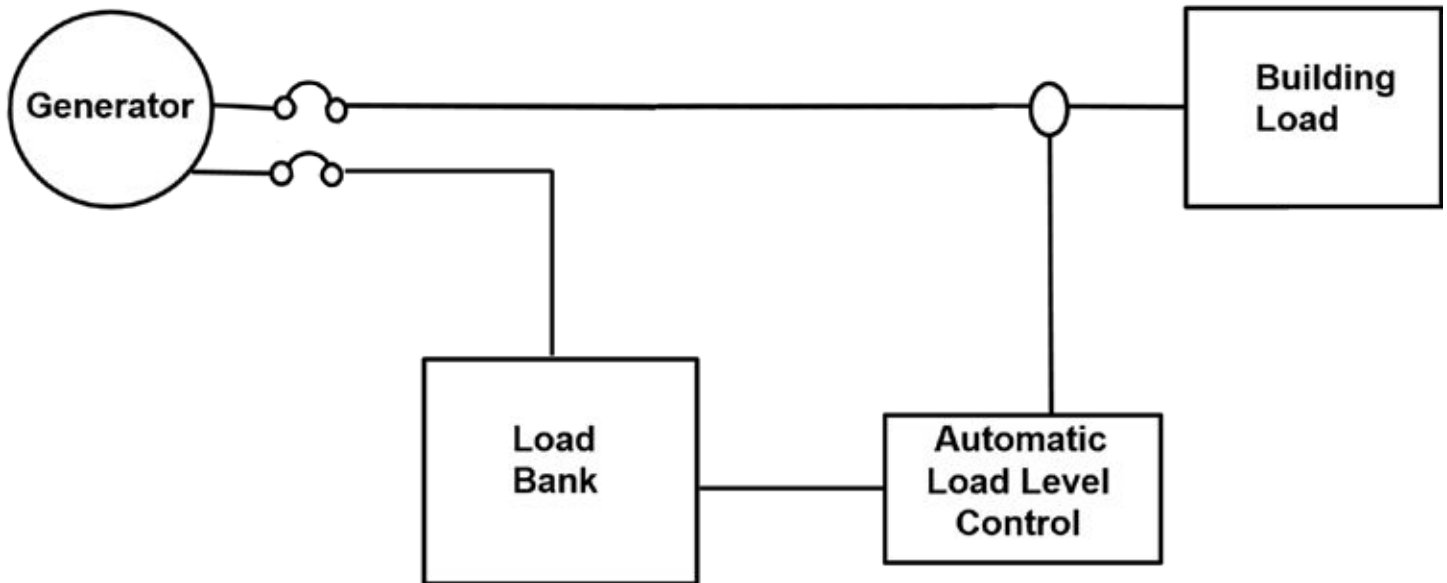 Generator
Building
Load
Load
Bank
Automatic
Load Level
Control